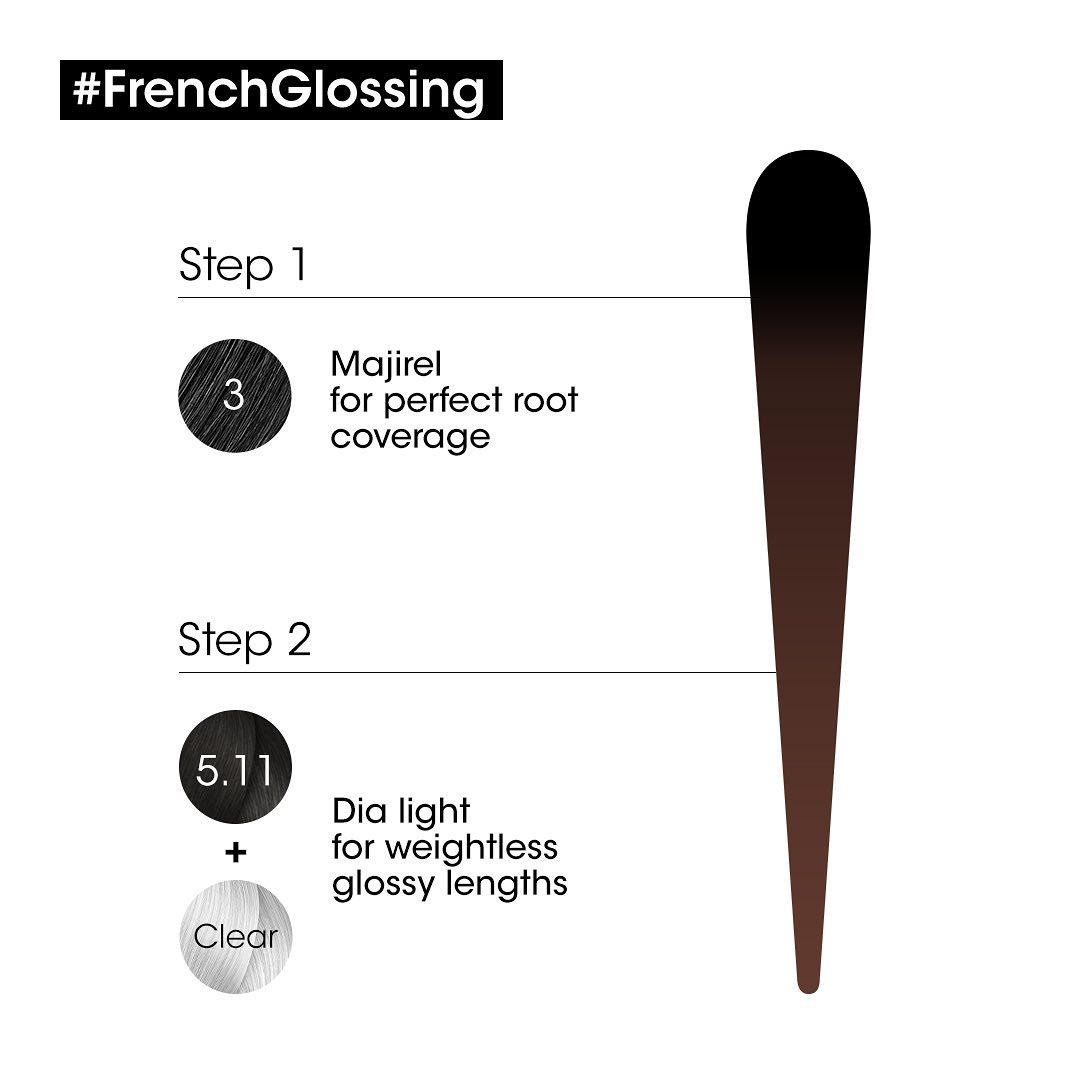 #FrenchGlossing
Step 1
3
Majirel
for perfect root
coverage
Step 2
5.11
+
Clear
Dia light
for weightless
glossy lengths